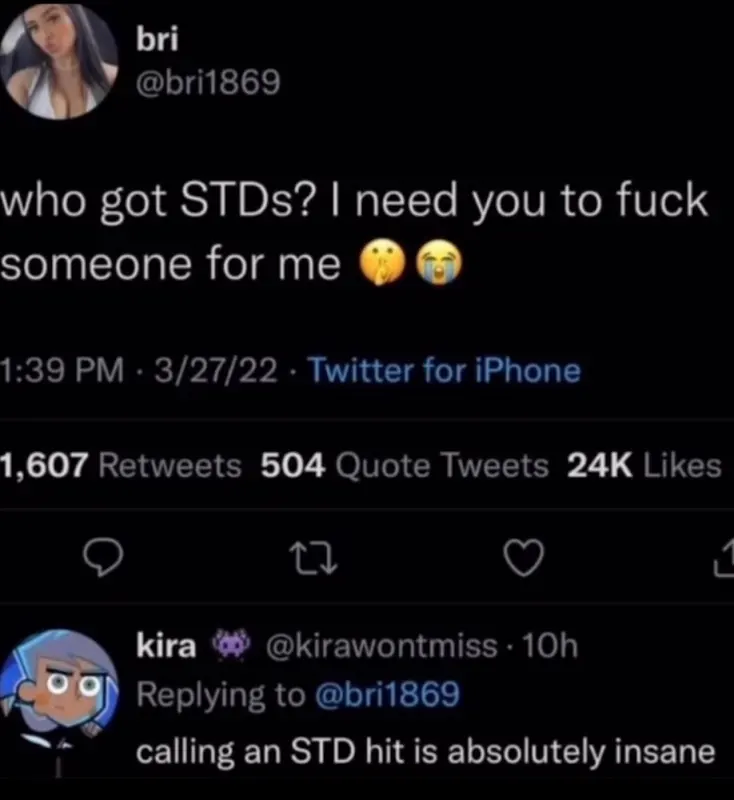 bri
@bri1869
who got STDs? I need you to fuck
someone for me 🤫😭
1:39 PM · 3/27/22 · Twitter for iPhone
1,607 Retweets 504 Quote Tweets 24K Likes
kira 👾 @kirawontmiss · 10h
Replying to @bri1869
calling an STD hit is absolutely insane